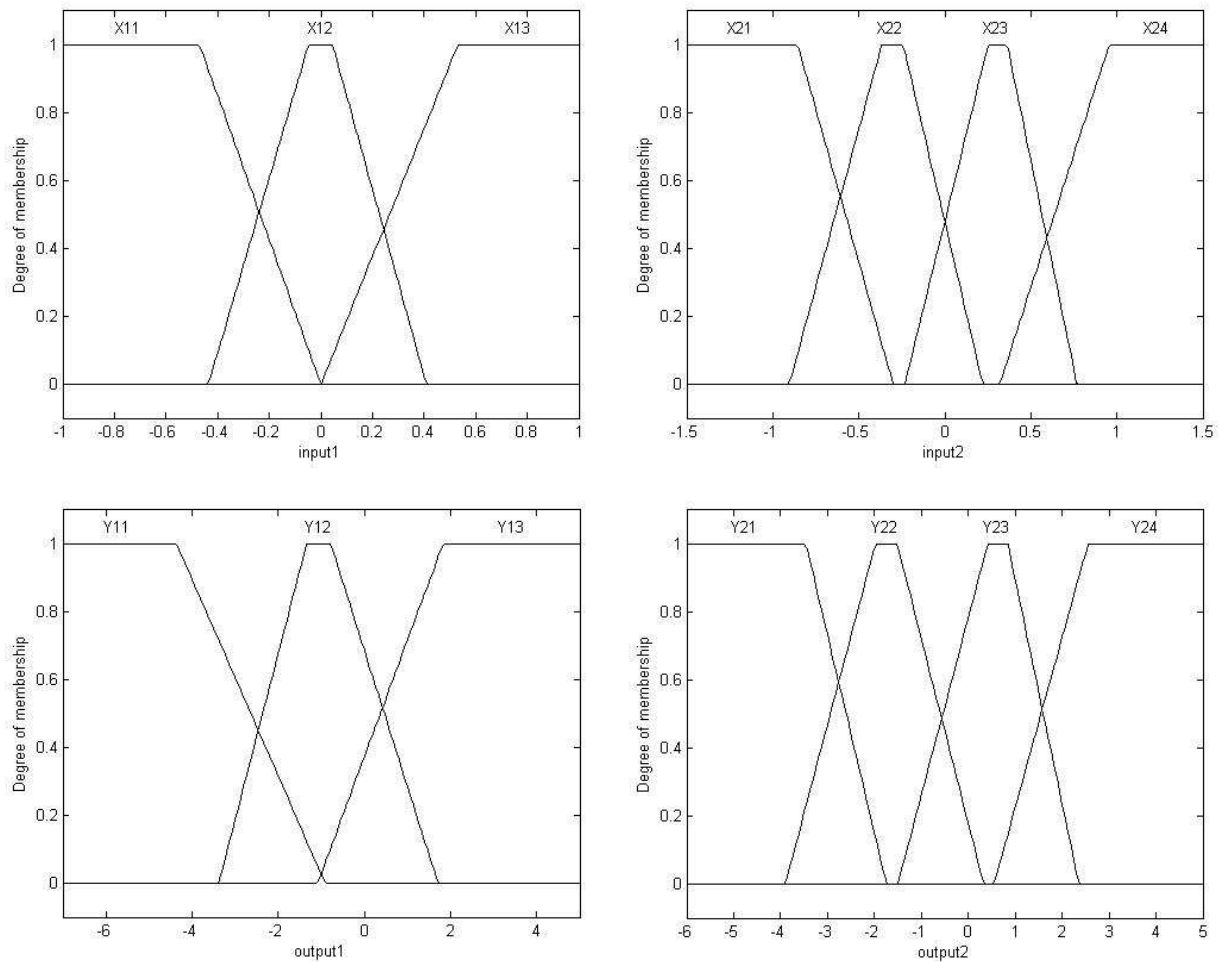 X11 X12 X13
1
0.8
0.6
0.4
0.2
0
Degree of membership
-1 -0.8 -0.6 -0.4 -0.2 0 0.2 0.4 0.6 0.8 1
input1
X21 X22 X23 X24
1
0.8
0.6
0.4
0.2
0
Degree of membership
-1.5 -1 -0.5 0 0.5 1 1.5
input2
Y11 Y12 Y13
1
0.8
0.6
0.4
0.2
0
Degree of membership
-6 -4 -2 0 2 4
output1
Y21 Y22 Y23 Y24
1
0.8
0.6
0.4
0.2
0
Degree of membership
-6 -5 -4 -3 -2 -1 0 1 2 3 4 5
output2